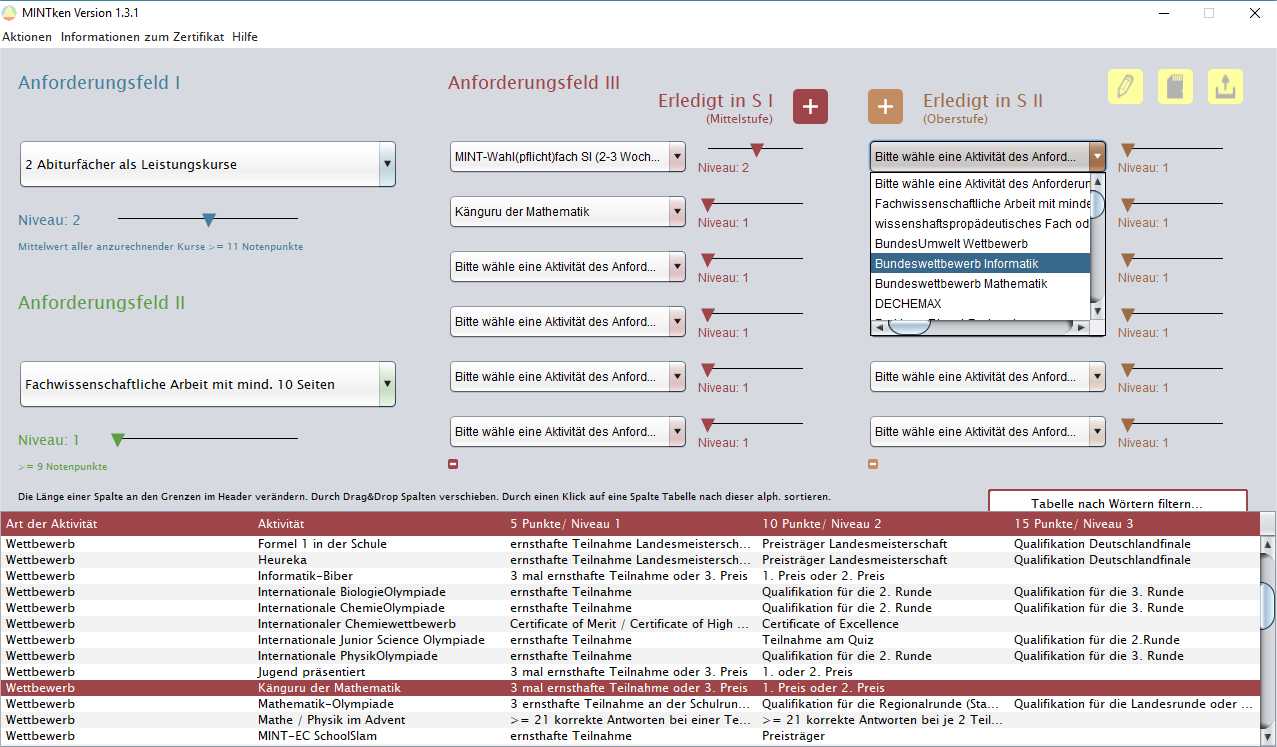 MINTken Version 1.3.1
Aktionen Informationen zum Zertifikat Hilfe
Anforderungsfeld I
2 Abiturfächer als Leistungskurse
Niveau: 2
Mittelwert aller anzurechnender Kurse >= 11 Notenpunkte
Anforderungsfeld II
Fachwissenschaftliche Arbeit mit mind. 10 Seiten
Niveau: 1
>= 9 Notenpunkte
Anforderungsfeld III
Erledigt in S I
(Mittelstufe)
MINT-Wahl(pflicht)fach SI (2-3 Woch...
Niveau: 2
Känguru der Mathematik
Niveau: 1
Bitte wähle eine Aktivität des Anford...
Niveau: 1
Bitte wähle eine Aktivität des Anford...
Niveau: 1
Bitte wähle eine Aktivität des Anford...
Niveau: 1
Bitte wähle eine Aktivität des Anford...
Niveau: 1
Erledigt in S II
(Oberstufe)
Bitte wähle eine Aktivität des Anford...
Niveau: 1
Bitte wähle eine Aktivität des Anforderun
Fachwissenschaftliche Arbeit mit minde
wissenshaftspropädeutisches Fach od
BundesUmwelt Wettbewerb
Bundeswettbewerb Informatik
Bundeswettbewerb Mathematik
DECHEMAX
Niveau: 1
Niveau: 1
Niveau: 1
Bitte wähle eine Aktivität des Anford...
Niveau: 1
Bitte wähle eine Aktivität des Anford...
Niveau: 1
Die Länge einer Spalte an den Grenzen im Header verändern. Durch Drag&Drop Spalten verschieben. Durch einen Klick auf eine Spalte Tabelle nach dieser alph. sortieren.
Tabelle nach Wörtern filtern...
Art der Aktivität Aktivität 5 Punkte/ Niveau 1 10 Punkte/ Niveau 2 15 Punkte/ Niveau 3
Wettbewerb Formel 1 in der Schule ernsthafte Teilnahme Landesmeistersch... Preisträger Landesmeisterschaft Qualifikation Deutschlandfinale
Wettbewerb Heureka ernsthafte Teilnahme Landesmeistersch... Preisträger Landesmeisterschaft Qualifikation Deutschlandfinale
Wettbewerb Informatik-Biber 3 mal ernsthafte Teilnahme oder 3. Preis 1. Preis oder 2. Preis
Wettbewerb Internationale BiologieOlympiade ernsthafte Teilnahme Qualifikation für die 2. Runde Qualifikation für die 3. Runde
Wettbewerb Internationale ChemieOlympiade ernsthafte Teilnahme Qualifikation für die 2. Runde Qualifikation für die 3. Runde
Wettbewerb Internationaler Chemiewettbewerb Certificate of Merit / Certificate of High ... Certificate of Excellence
Wettbewerb Internationale Junior Science Olympiade ernsthafte Teilnahme Teilnahme am Quiz Qualifikation für die 2.Runde
Wettbewerb Internationale PhysikOlympiade ernsthafte Teilnahme Qualifikation für die 2. Runde Qualifikation für die 3. Runde
Wettbewerb Jugend präsentiert 3 mal ernsthafte Teilnahme oder 3. Preis 1. oder 2. Preis
Wettbewerb Känguru der Mathematik 3 mal ernsthafte Teilnahme oder 3. Preis 1. Preis oder 2. Preis
Wettbewerb Mathematik-Olympiade 3 ernsthafte Teilnahme an der Schulrun... Qualifikation für die Regionalrunde (Sta... Qualifikation für die Landesrunde oder ...
Wettbewerb Mathe / Physik im Advent >= 21 korrekte Antworten bei einer Te... >= 21 korrekte Antworten bei je 2 Teil...
Wettbewerb MINT-EC SchoolSlam ernsthafte Teilnahme Preisträger